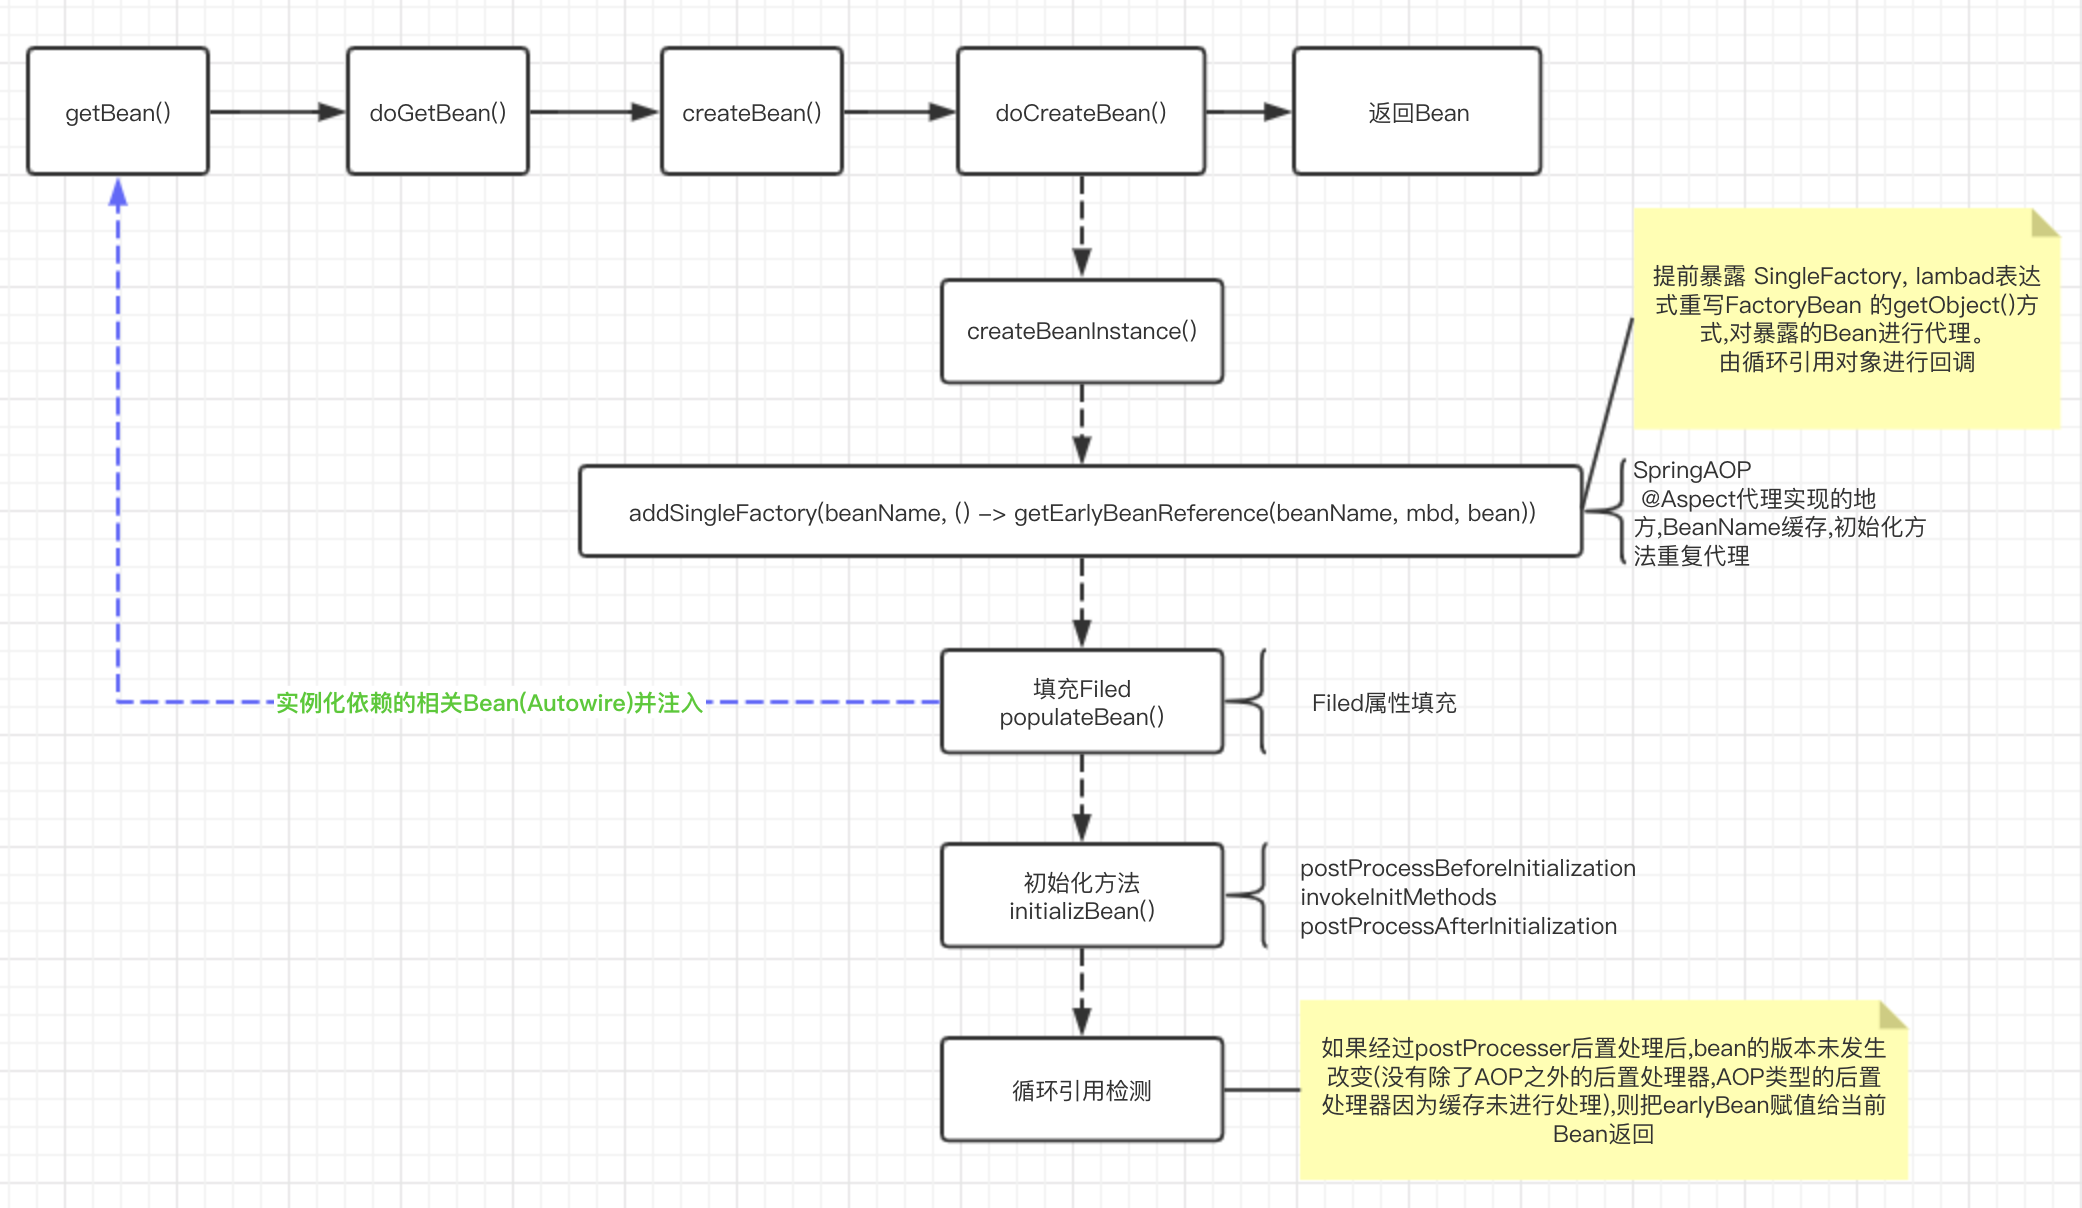 getBean()
doGetBean()
createBean()
doCreateBean()
返回Bean
createBeanInstance()
提前暴露 SingleFactory, lambad表达
式重写FactoryBean 的getObject()方
式,对暴露的Bean进行代理。
由循环引用对象进行回调
addSingleFactory(beanName, () –> getEarlyBeanReference(beanName, mbd, bean))
SpringAOP
@Aspect代理实现的地
方,BeanName缓存,初始化方
法重复代理
实例化依赖的相关Bean(Autowire)并注入
填充Filed
populateBean()
Filed属性填充
初始化方法
initializBean()
postProcessBeforeInitialization
invokeInitMethods
postProcessAfterInitialization
循环引用检测
如果经过postProcesser后置处理后,bean的版本未发生
改变(没有除了AOP之外的后置处理器,AOP类型的后置
处理器因为缓存未进行处理),则把earlyBean赋值给当前
Bean返回